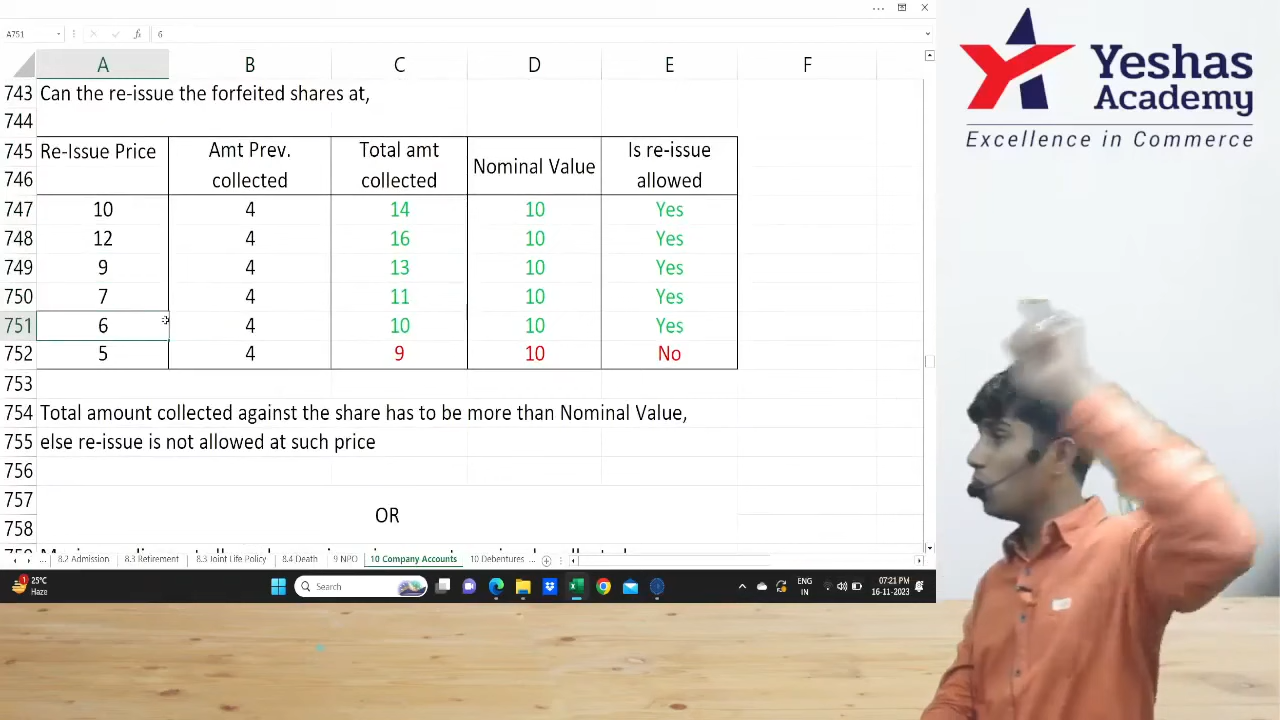 A751
6
A B C D E F
743 Can the re-issue the forfeited shares at,
744
745 Re-Issue Price Amt Prev. Total amt Nominal Value Is re-issue
746 collected collected allowed
747 10 4 14 10 Yes
748 12 4 16 10 Yes
749 9 4 13 10 Yes
750 7 4 11 10 Yes
751 6 4 10 10 Yes
752 5 4 9 10 No
753
754 Total amount collected against the share has to be more than Nominal Value,
755 else re-issue is not allowed at such price
756
757
758 OR
8.2 Admission 8.3 Retirement 8.3 Joint Life Policy 8.4 Death 9 NPO 10 Company Accounts 10 Debentures ...
1
25°C
Haze
Search
ENG
IN
07:21 PM
16-11-2023
Yeshas
Academy
Excellence in Commerce